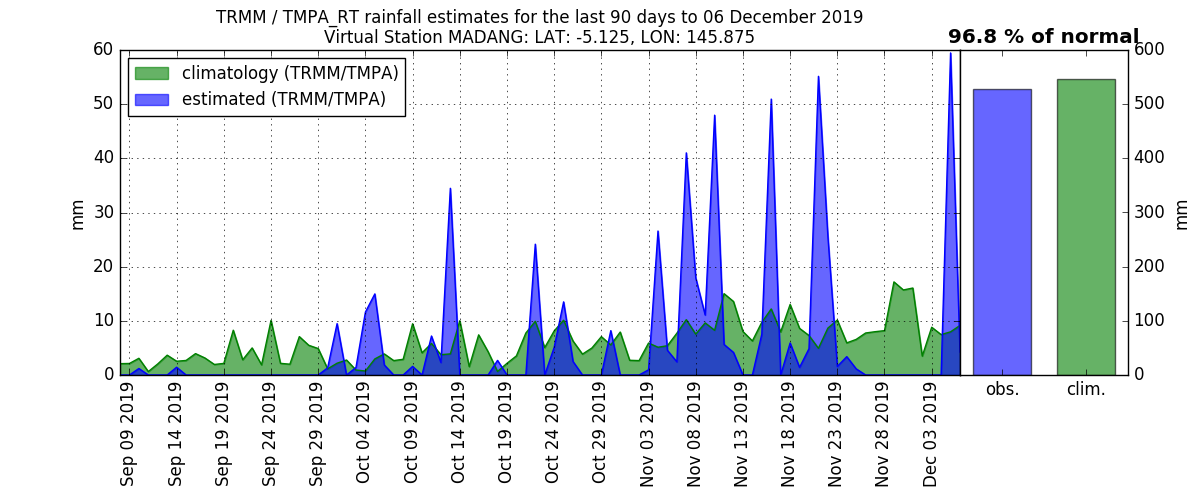 TRMM / TMPA_RT rainfall estimates for the last 90 days to 06 December 2019
Virtual Station MADANG: LAT: -5.125, LON: 145.875
96.8 % of normal
climatology (TRMM/TMPA)
estimated (TRMM/TMPA)
60
50
40
30
20
10
0
mm
600
500
400
300
200
100
0
mm
obs.
clim.
Sep 09 2019
Sep 14 2019
Sep 19 2019
Sep 24 2019
Sep 29 2019
Oct 04 2019
Oct 09 2019
Oct 14 2019
Oct 19 2019
Oct 24 2019
Oct 29 2019
Nov 03 2019
Nov 08 2019
Nov 13 2019
Nov 18 2019
Nov 23 2019
Nov 28 2019
Dec 03 2019